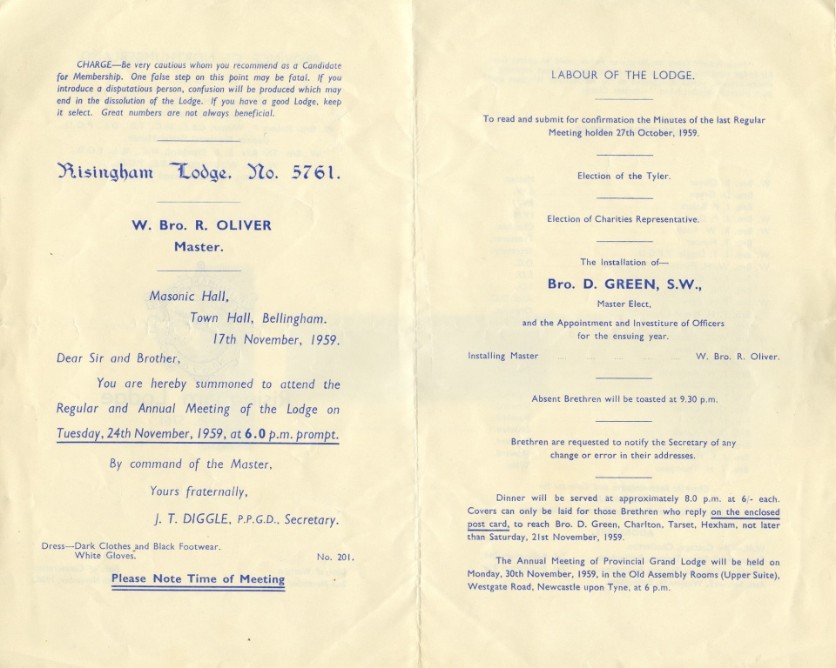 CHARGE—Be very cautious whom you recommend as a Candidate
for Membership. One false step on this point may be fatal. If you
introduce a disputatious person, confusion will be produced which may
end in the dissolution of the Lodge. If you have a good Lodge, keep
it select. Great numbers are not always beneficial.
Risingham Lodge. No. 5761.
W. Bro. R. OLIVER
Master.
Masonic Hall,
Town Hall, Bellingham.
17th November, 1959.
Dear Sir and Brother,
You are hereby summoned to attend the
Regular and Annual Meeting of the Lodge on
Tuesday, 24th November, 1959, at 6.0 p.m. prompt.
By command of the Master,
Yours fraternally,
J. T. DIGGLE, P.P.G.D., Secretary.
Dress—Dark Clothes and Black Footwear.
White Gloves.
No. 201.
Please Note Time of Meeting
LABOUR OF THE LODGE.
To read and submit for confirmation the Minutes of the last Regular
Meeting holden 27th October, 1959.
Election of the Tyler.
Election of Charities Representative.
The Installation of—
Bro. D. GREEN, S.W.,
Master Elect,
and the Appointment and Investiture of Officers
for the ensuing year.
Installing Master ... ... ... ... W. Bro. R. Oliver.
Absent Brethren will be toasted at 9.30 p.m.
Brethren are requested to notify the Secretary of any
change or error in their addresses.
Dinner will be served at approximately 8.0 p.m. at 6/- each.
Covers can only be laid for those Brethren who reply on the enclosed
post card, to reach Bro. D. Green, Charlton, Tarset, Hexham, not later
than Saturday, 21st November, 1959.
The Annual Meeting of Provincial Grand Lodge will be held on
Monday, 30th November, 1959, in the Old Assembly Rooms (Upper Suite),
Westgate Road, Newcastle upon Tyne, at 6 p.m.